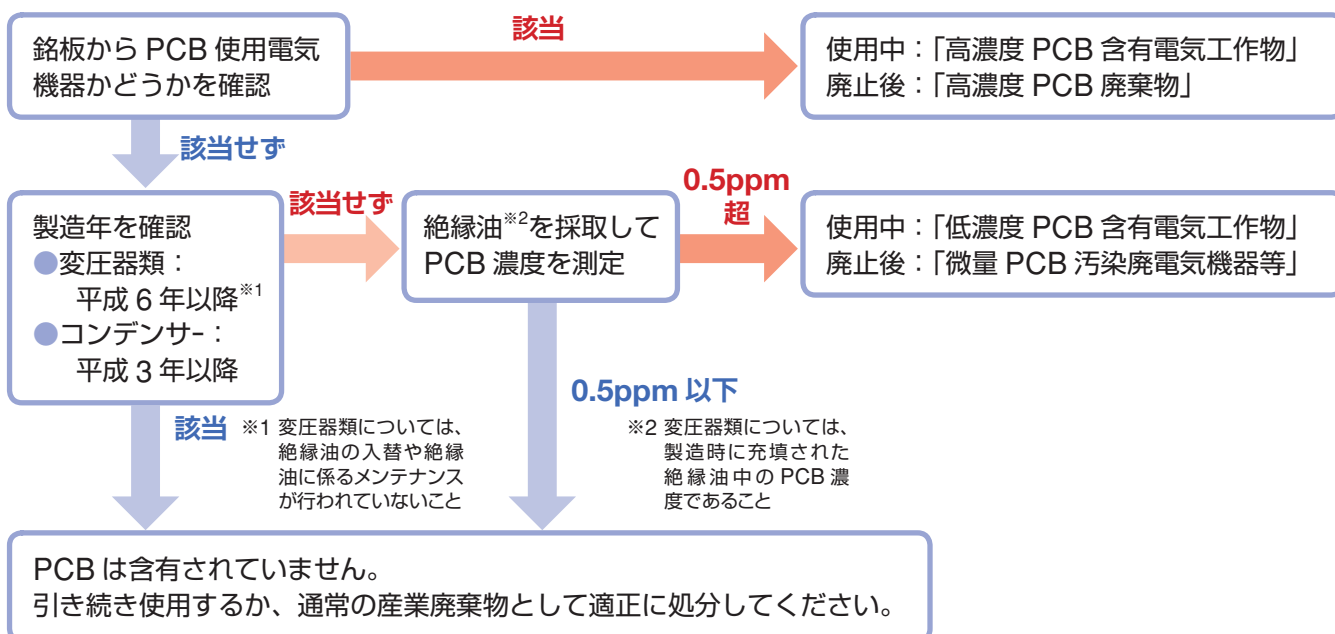 銘板から PCB 使用電気
機器かどうかを確認
該当
使用中：「高濃度 PCB 含有電気工作物」
廃止後：「高濃度 PCB 廃棄物」
該当せず
製造年を確認
●変圧器類：
平成 6 年以降※1
●コンデンサｰ：
平成 3 年以降
該当せず
絶縁油※2を採取して
PCB 濃度を測定
0.5ppm
超
使用中：「低濃度 PCB 含有電気工作物」
廃止後：「微量 PCB 汚染廃電気機器等」
該当
※1 変圧器類については、
絶縁油の入替や絶縁
油に係るメンテナンス
が行われていないこと
0.5ppm 以下
※2 変圧器類については、
製造時に充填された
絶縁油中の PCB 濃
度であること
PCB は含有されていません。
引き続き使用するか、通常の産業廃棄物として適正に処分してください。